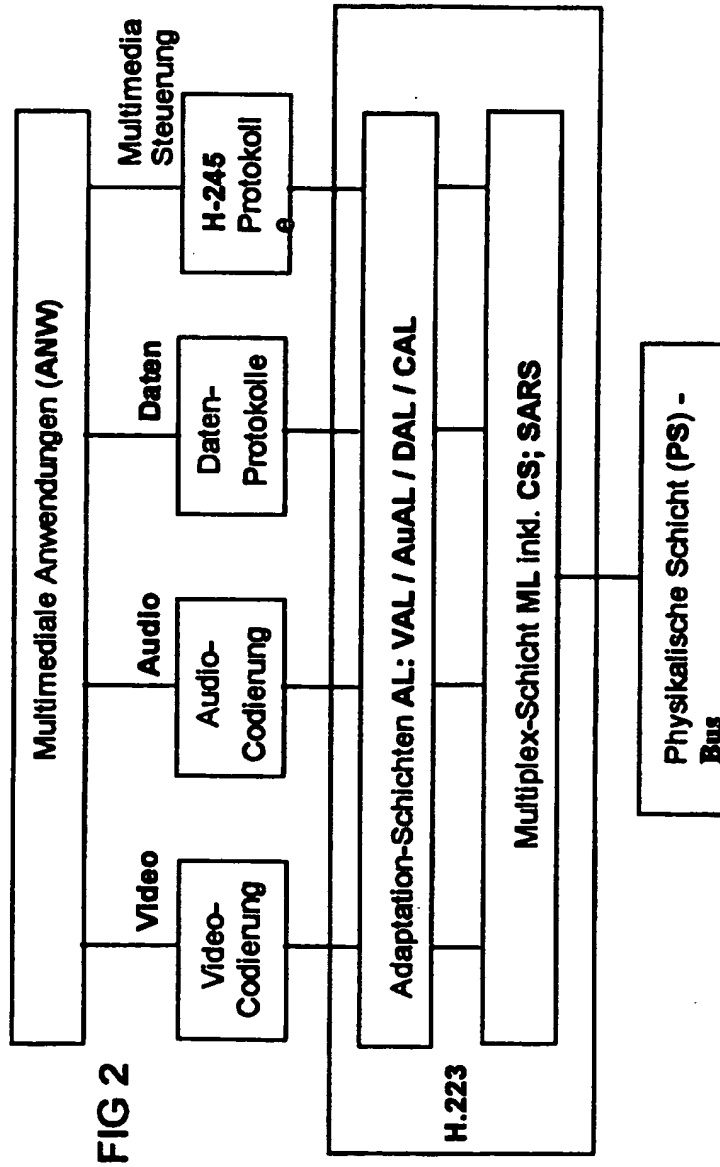 FIG 2
Multimediale Anwendungen (ANW)
Video
Audio
Daten
Multimedia
Steuerung
Video-
Codierung
Audio-
Codierung
Daten-
Protokolle
H-245
Protokoll
e
H.223
Adaptation-Schichten AL: VAL / AuAL / DAL / CAL
Multiplex-Schicht ML inkl. CS; SARS
Physikalische Schicht (PS) -
Bus